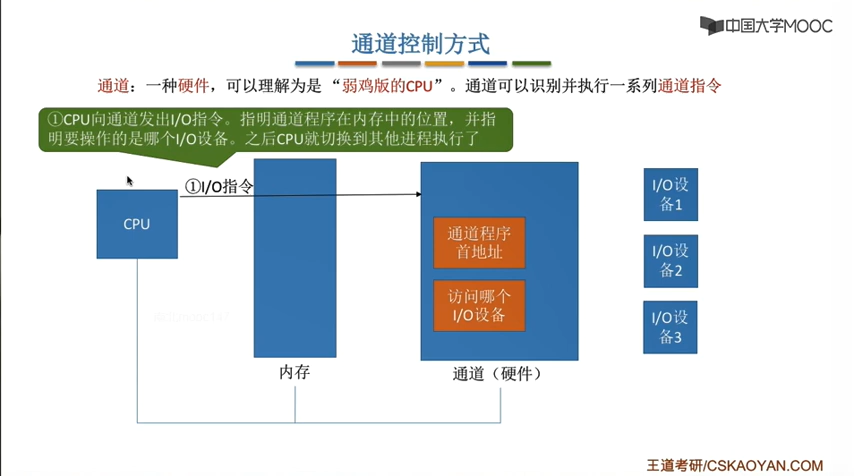 中国大学MOOC
通道控制方式
通道：一种硬件，可以理解为是 “弱鸡版的CPU”。通道可以识别并执行一系列通道指令
①CPU向通道发出I/O指令。指明通道程序在内存中的位置，并指
明要操作的是哪个I/O设备。之后CPU就切换到其他进程执行了
①I/O指令
CPU
通道程序
首地址
访问哪个
I/O设备
I/O设
备1
I/O设
备2
I/O设
备3
内存
通道（硬件）
王道考研/CSKAOYAN.COM